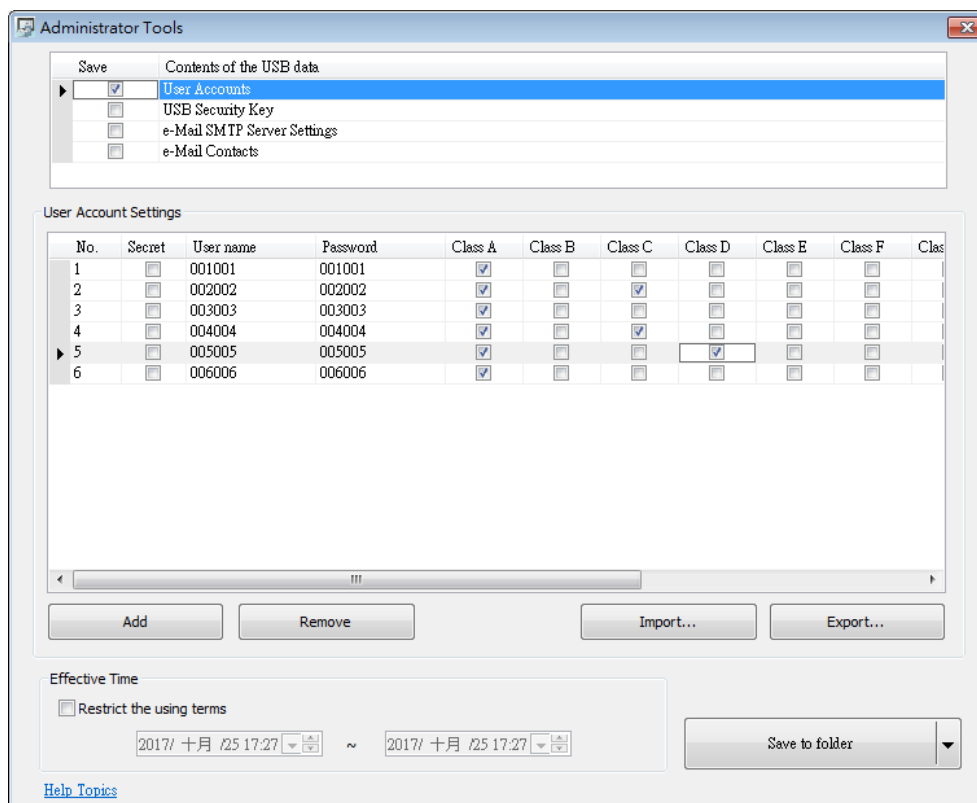 Administrator Tools
Save Contents of the USB data
User Accounts
USB Security Key
e-Mail SMTP Server Settings
e-Mail Contacts
User Account Settings
No. Secret User name Password Class A Class B Class C Class D Class E Class F Clas
1 001001 001001
2 002002 002002
3 003003 003003
4 004004 004004
5 005005 005005
6 006006 006006
Add Remove Import... Export...
Effective Time
Restrict the using terms
2017/ 十月 /25 17:27 ~ 2017/ 十月 /25 17:27
Save to folder
Help Topics